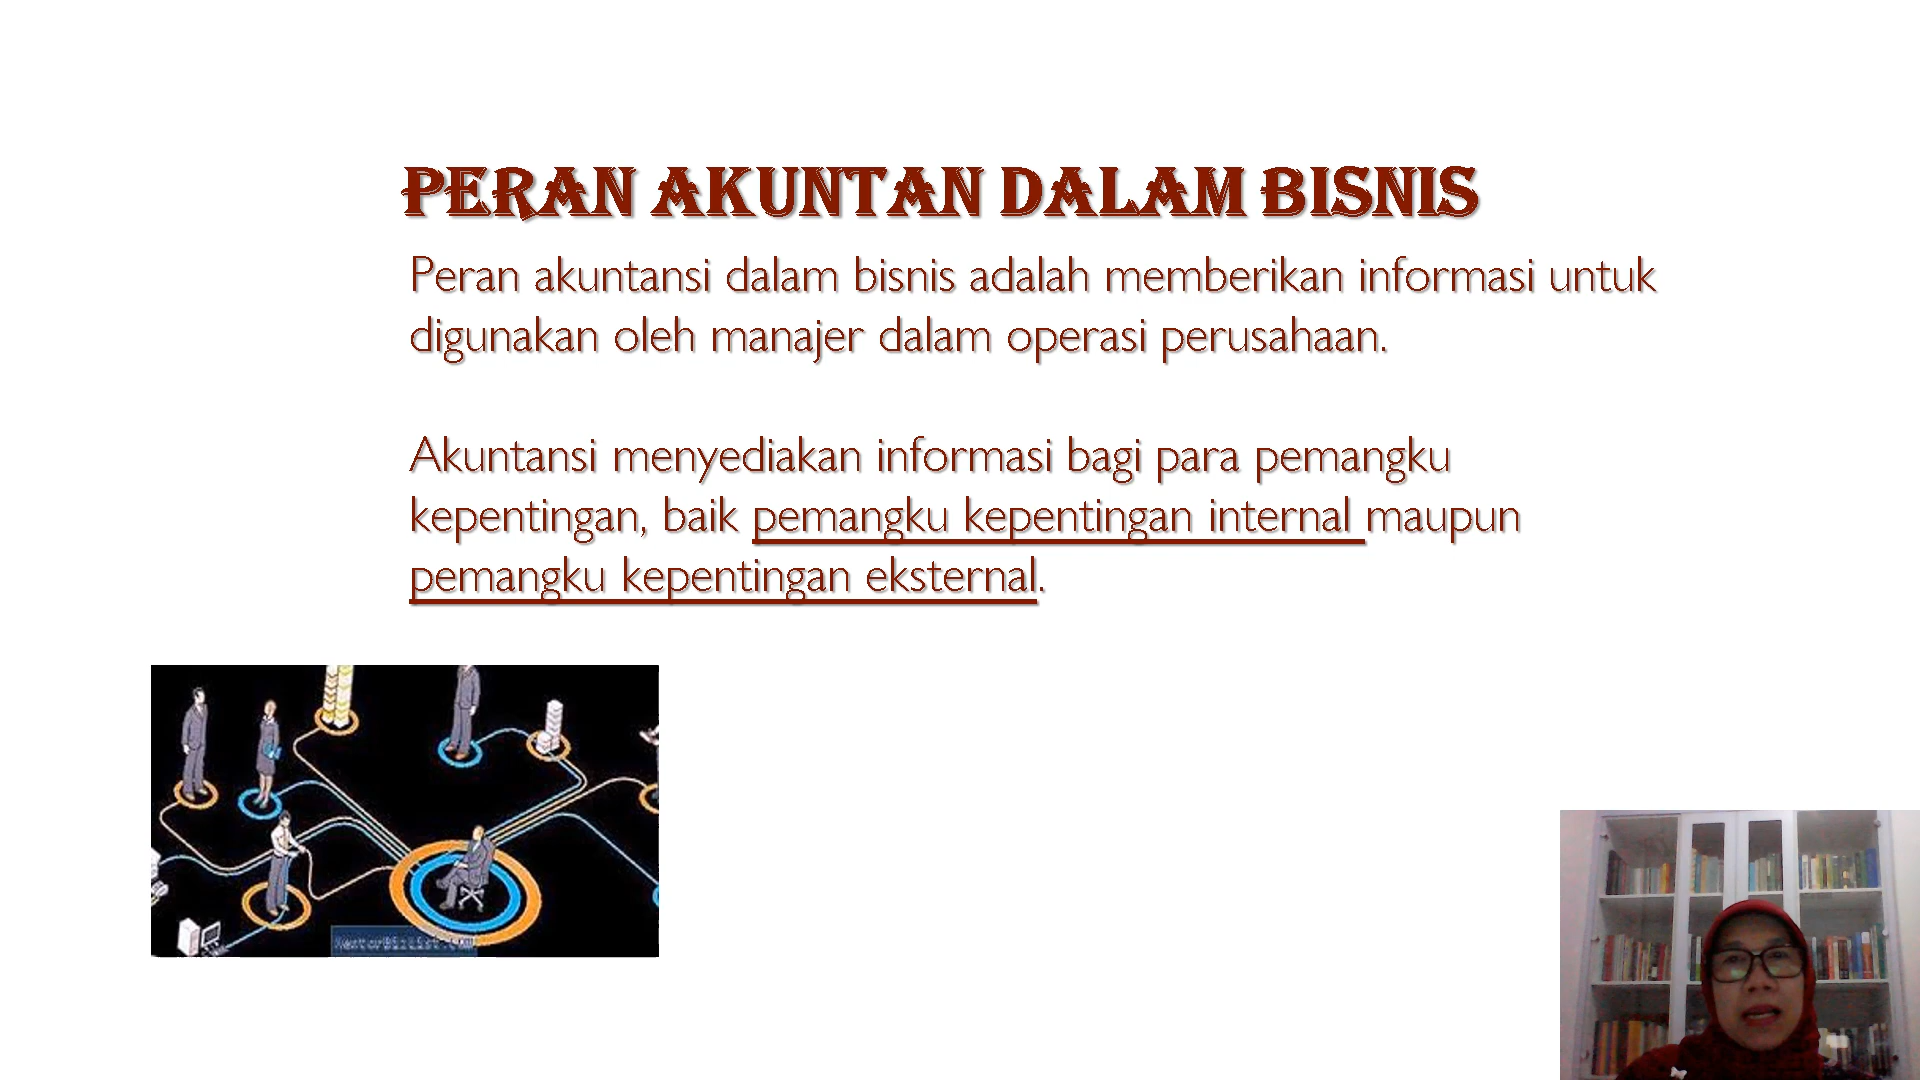 PERAN AKUNTAN DALAM BISNIS
Peran akuntansi dalam bisnis adalah memberikan informasi untuk
digunakan oleh manajer dalam operasi perusahaan.
Akuntansi menyediakan informasi bagi para pemangku
kepentingan, baik pemangku kepentingan internal maupun
pemangku kepentingan eksternal.